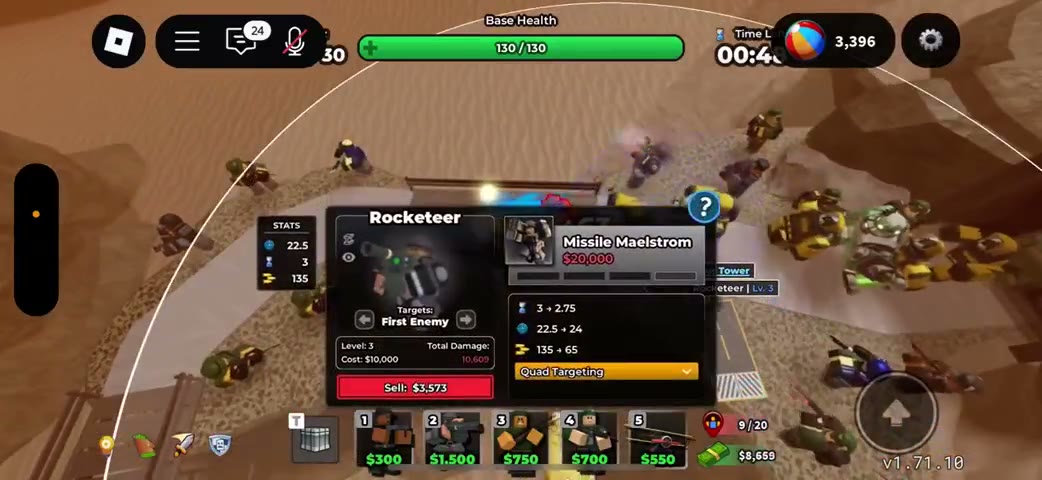 24
Base Health
130 / 130
30
Time L
00:4
3,396
?
STATS
22.5
3
135
Rocketeer
Targets:
First Enemy
Level: 3
Total Damage:
Cost: $10,000
10,609
Sell: $3,573
Missile Maelstrom
$20,000
3 → 2.75
22.5 → 24
135 → 65
Quad Targeting
Tower
ocketeer | Lv. 3
T
1
$300
2
$1,500
3
$750
4
$700
5
$550
9 / 20
$8,659
v1.71.10